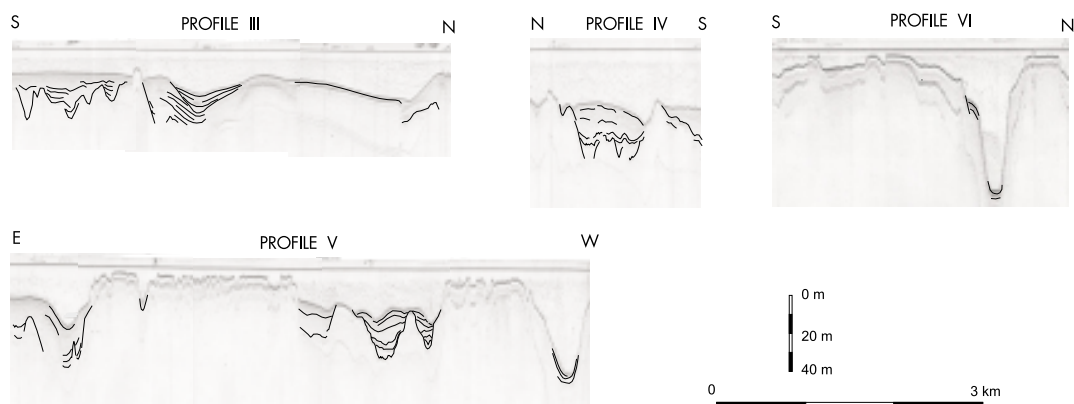 S PROFILE III N
N PROFILE IV S
S PROFILE VI N
E PROFILE V W
0 m
20 m
40 m
0 3 km